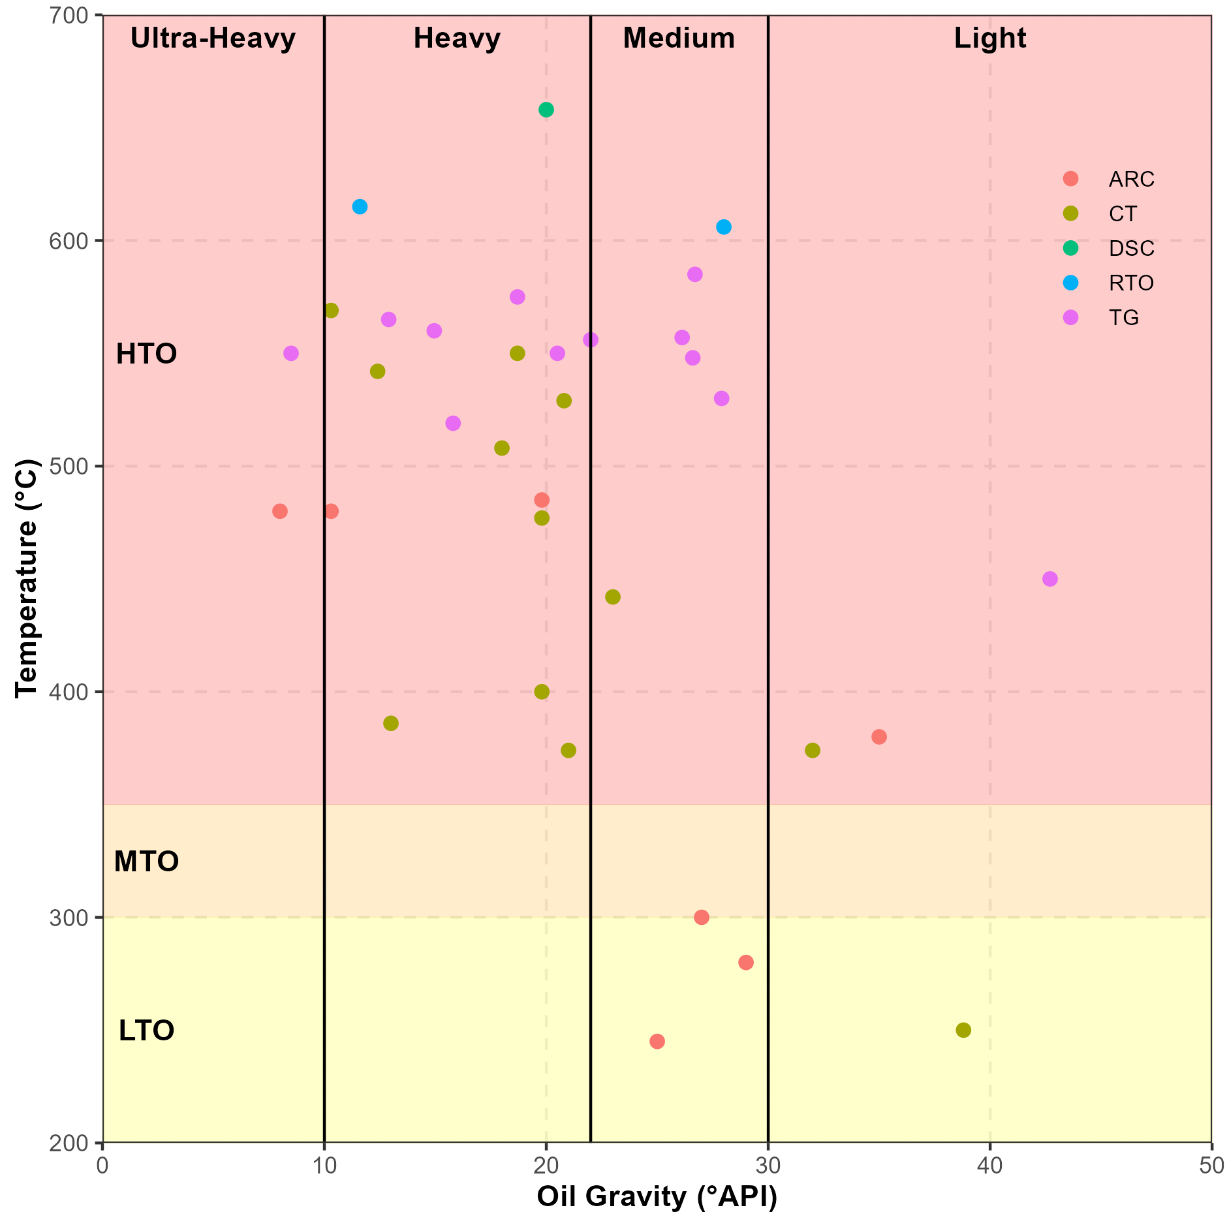 700
Ultra-Heavy
Heavy
Medium
Light
ARC
CT
DSC
RTO
TG
600
HTO
500
Temperature (°C)
400
MTO
300
LTO
200
0
10
20
30
40
50
Oil Gravity (°API)